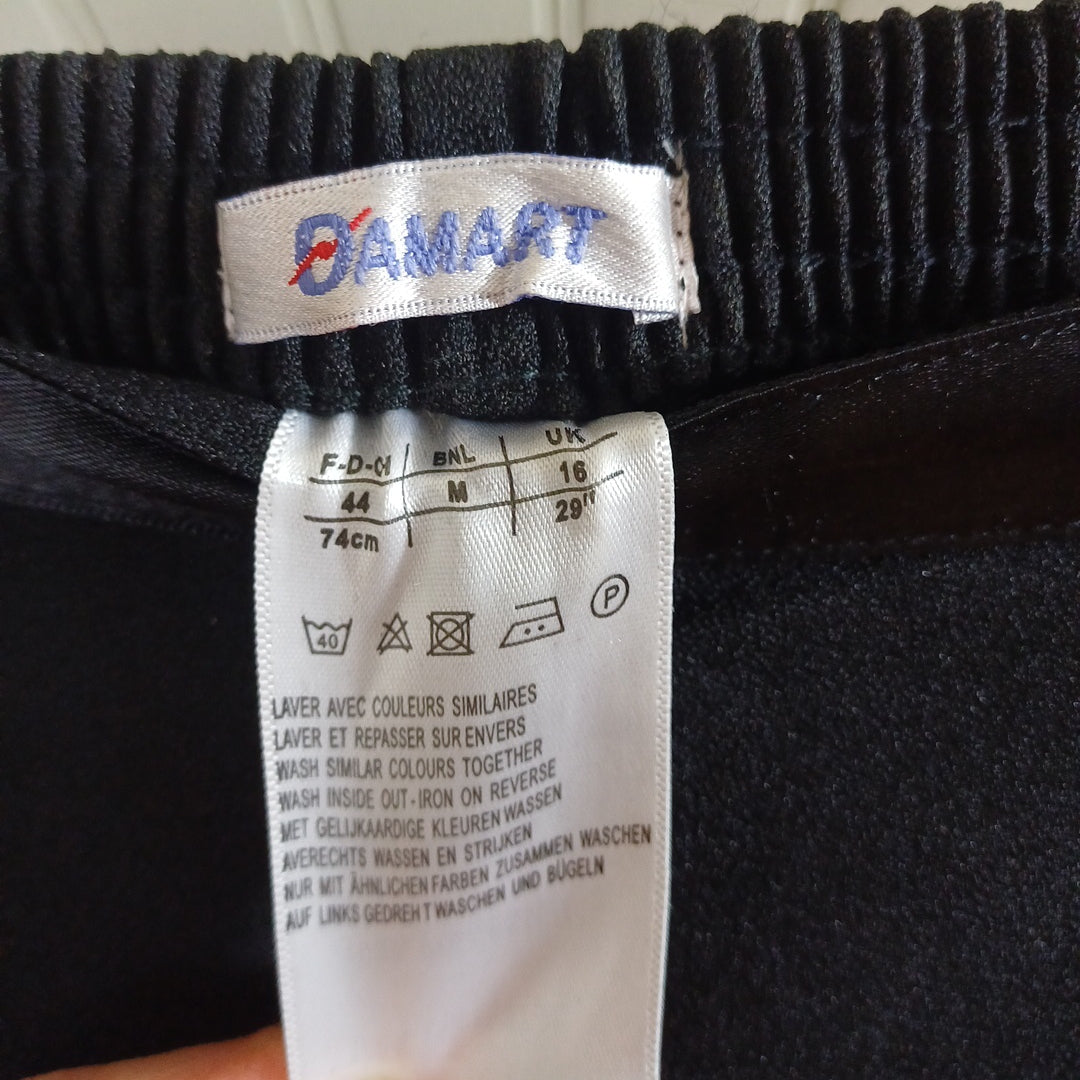 DAMART
F-D-CH BNL UK
44 M 16
74cm 29"
40 P
LAVER AVEC COULEURS SIMILAIRES
LAVER ET REPASSER SUR ENVERS
WASH SIMILAR COLOURS TOGETHER
WASH INSIDE OUT - IRON ON REVERSE
MET GELIJKAARDIGE KLEUREN WASSEN
AVERECHTS WASSEN EN STRIJKEN
NUR MIT ÄHNLICHEN FARBEN ZUSAMMEN WASCHEN
AUF LINKS GEDREHT WASCHEN UND BÜGELN